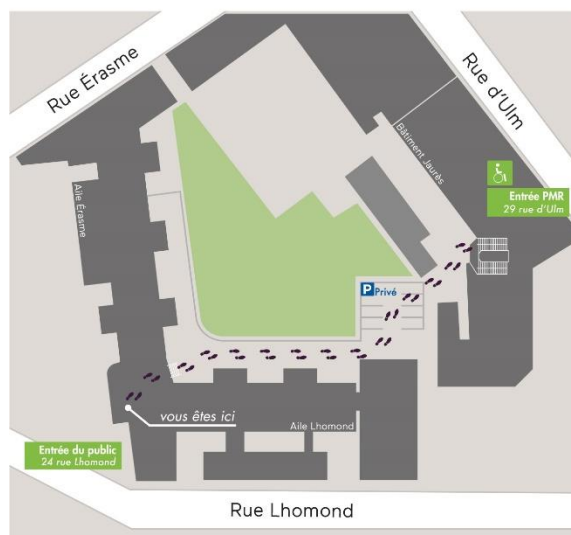 Rue Érasme
Rue d'Ulm
Bâtiment Jaurès
Entrée PMR
29 rue d'Ulm
Aile Érasme
P Privé
vous êtes ici
Aile Lhomond
Entrée du public
24 rue Lhomond
Rue Lhomond